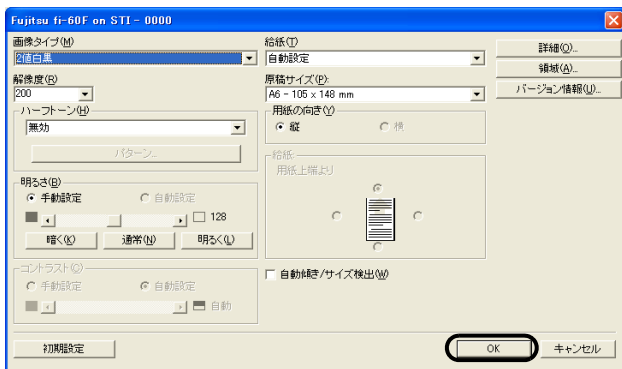 Fujitsu fi-60F on STI - 0000
画像タイプ(M)
2値白黒
解像度(R)
200
ハーフトーン(H)
無効
パターン...
明るさ(B)
手動設定
自動設定
128
暗く(K)
通常(N)
明るく(L)
コントラスト(C)
手動設定
自動設定
自動
初期設定
給紙(T)
自動設定
原稿サイズ(P):
A6 - 105 x 148 mm
用紙の向き(Y)
縦
横
給紙:
用紙上端より
自動傾き/サイズ検出(W)
詳細(O)...
領域(A)...
バージョン情報(U)...
OK
キャンセル